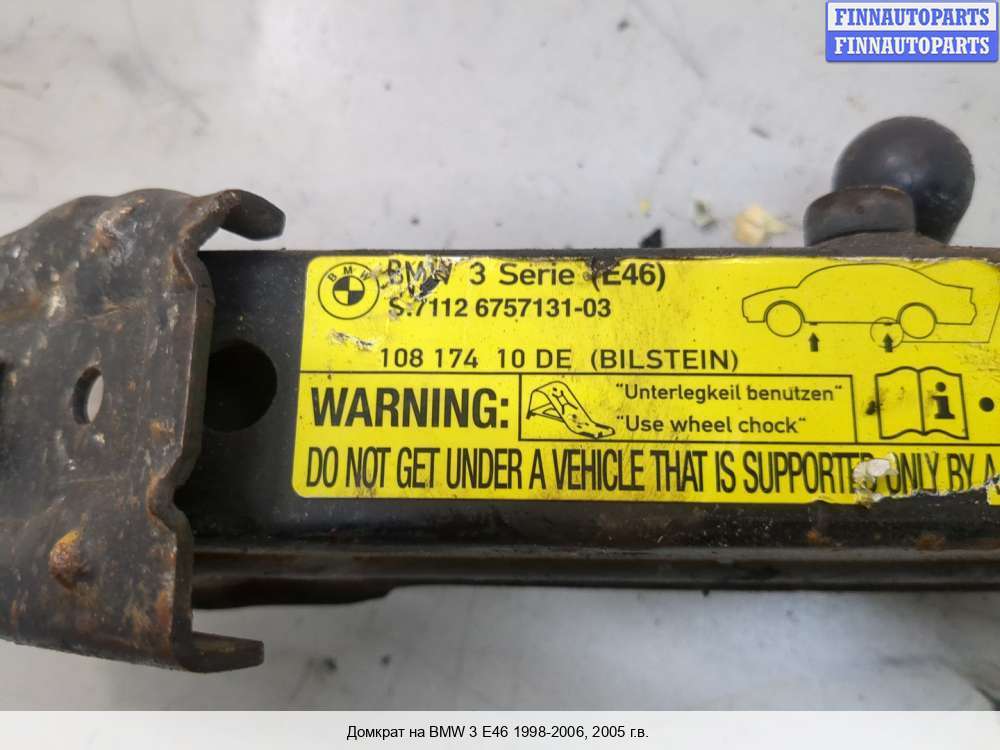 FINNAUTOPARTS
FINNAUTOPARTS
BMW
BMW 3 Serie (E46)
S.7112 6757131-03
108 174 10 DE (BILSTEIN)
WARNING:
"Unterlegkeil benutzen"
"Use wheel chock"
i
DO NOT GET UNDER A VEHICLE THAT IS SUPPORTED ONLY BY A
Домкрат на BMW 3 E46 1998-2006, 2005 г.в.